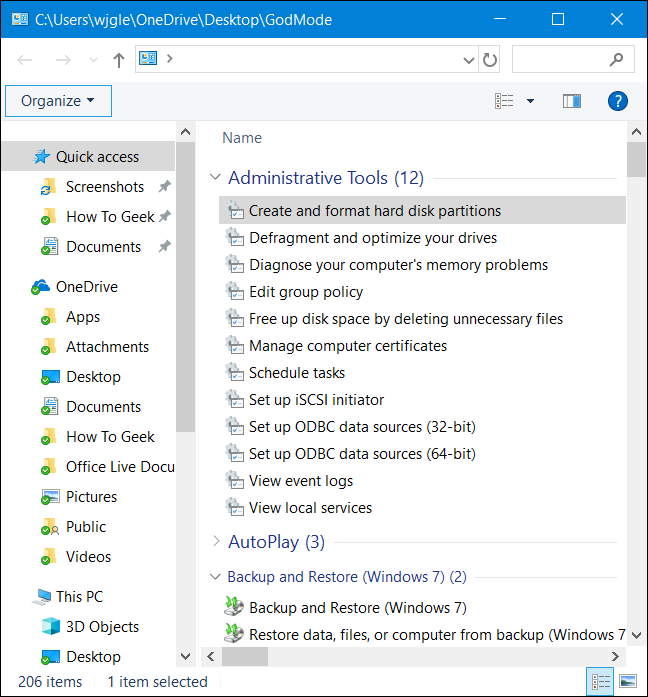 C:\Users\wjgle\OneDrive\Desktop\GodMode
Organize
Quick access
Screenshots
How To Geek
Documents
OneDrive
Apps
Attachments
Desktop
Documents
How To Geek
Office Live Docu
Pictures
Public
Videos
This PC
3D Objects
Desktop
Name
Administrative Tools (12)
Create and format hard disk partitions
Defragment and optimize your drives
Diagnose your computer's memory problems
Edit group policy
Free up disk space by deleting unnecessary files
Manage computer certificates
Schedule tasks
Set up iSCSI initiator
Set up ODBC data sources (32-bit)
Set up ODBC data sources (64-bit)
View event logs
View local services
AutoPlay (3)
Backup and Restore (Windows 7) (2)
Backup and Restore (Windows 7)
Restore data, files, or computer from backup (Windows 7
206 items 1 item selected